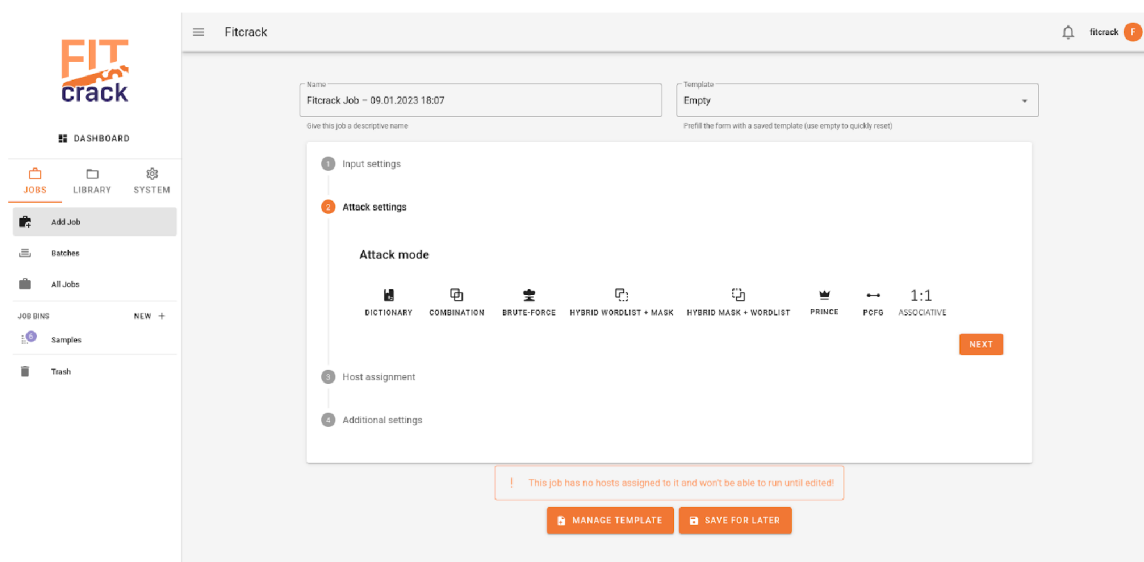 FIT
crack
DASHBOARD
JOBS LIBRARY SYSTEM
Add Job
Batches
All Jobs
JOB BINS NEW +
6
Samples
Trash
Fitcrack
fitcrack F
Name
Fitcrack Job – 09.01.2023 18:07
Give this job a descriptive name
Template
Empty
Prefill the form with a saved template (use empty to quickly reset)
1 Input settings
2 Attack settings
Attack mode
DICTIONARY COMBINATION BRUTE-FORCE HYBRID WORDLIST + MASK HYBRID MASK + WORDLIST PRINCE PCFG 1:1 ASSOCIATIVE
NEXT
3 Host assignment
4 Additional settings
! This job has no hosts assigned to it and won't be able to run until edited!
MANAGE TEMPLATE SAVE FOR LATER